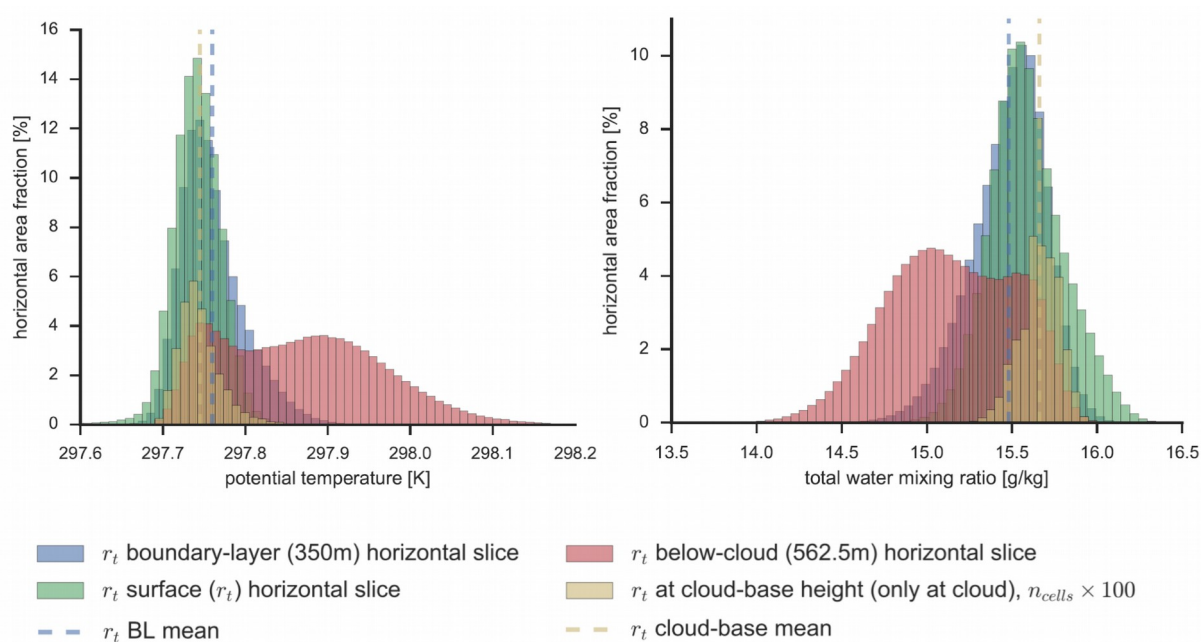 16
14
12
10
8
6
4
2
0
horizontal area fraction [%]
297.6 297.7 297.8 297.9 298.0 298.1 298.2
potential temperature [K]
10
8
6
4
2
0
horizontal area fraction [%]
13.5 14.0 14.5 15.0 15.5 16.0 16.5
total water mixing ratio [g/kg]
r_t boundary-layer (350m) horizontal slice
r_t surface (r_t) horizontal slice
r_t BL mean
r_t below-cloud (562.5m) horizontal slice
r_t at cloud-base height (only at cloud), n_cells × 100
r_t cloud-base mean